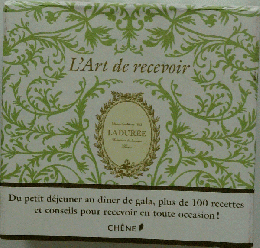 L'Art de recevoir
LADURÉE
Du petit déjeuner au dîner de gala, plus de 100 recettes
et conseils pour recevoir en toute occasion !
CHÊNE